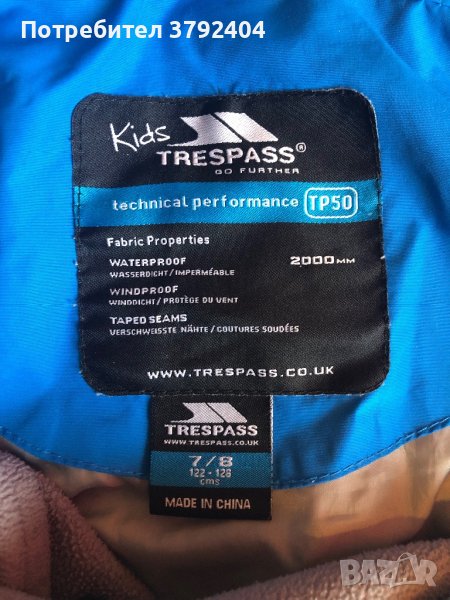 Потребител 3792404
Kids
TRESPASS®
GO FURTHER
technical performance TP50
Fabric Properties
WATERPROOF 2000MM
WASSERDICHT/IMPERMÉABLE
WINDPROOF
WINDDICHT/PROTÈGE DU VENT
TAPED SEAMS
VERSCHWEISSTE NÄHTE/COUTURES SOUDÉES
WWW.TRESPASS.CO.UK
TRESPASS
WWW.TRESPASS.CO.UK
7/8
122 - 128
cms
MADE IN CHINA
BAZAR